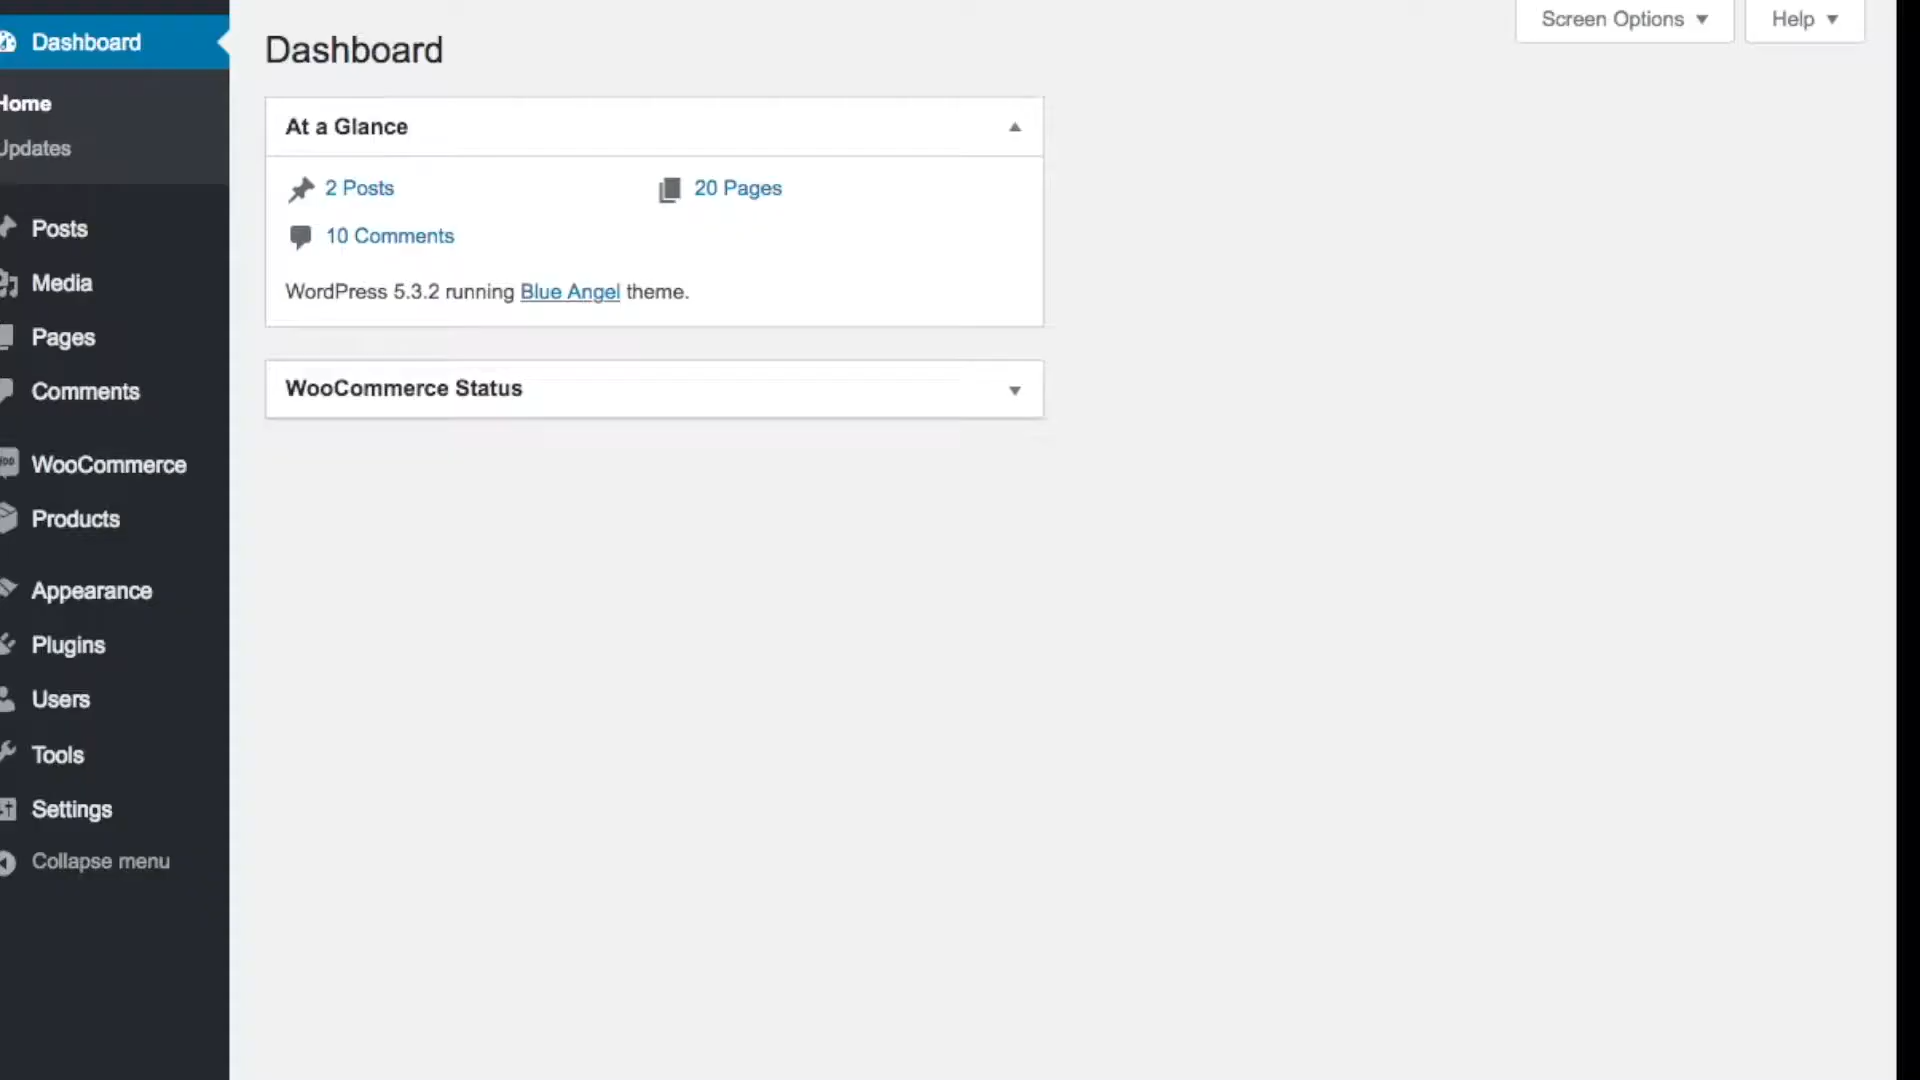 Dashboard
Home
Updates
Posts
Media
Pages
Comments
WooCommerce
Products
Appearance
Plugins
Users
Tools
Settings
Collapse menu
Screen Options
Help
Dashboard
At a Glance
2 Posts
20 Pages
10 Comments
WordPress 5.3.2 running Blue Angel theme.
WooCommerce Status